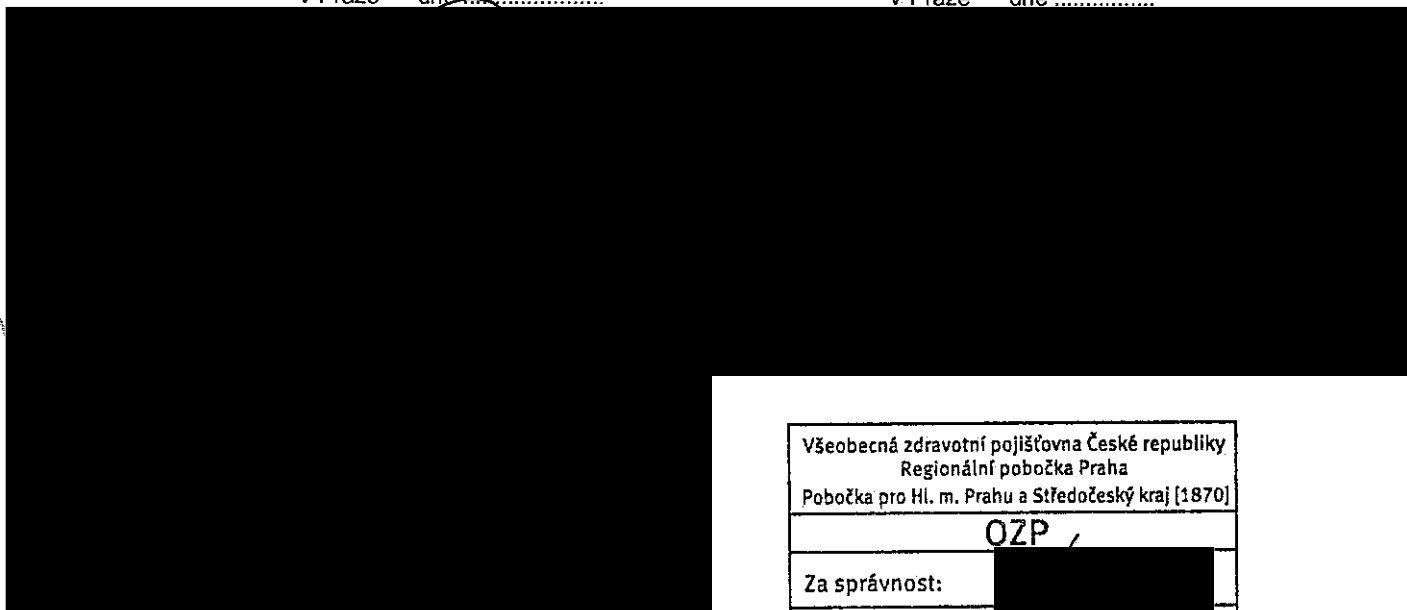 V Praze dne ...................... V Praze dne ................
Všeobecná zdravotní pojišťovna České republiky
Regionální pobočka Praha
Pobočka pro Hl. m. Prahu a Středočeský kraj [1870]
OZP
Za správnost: